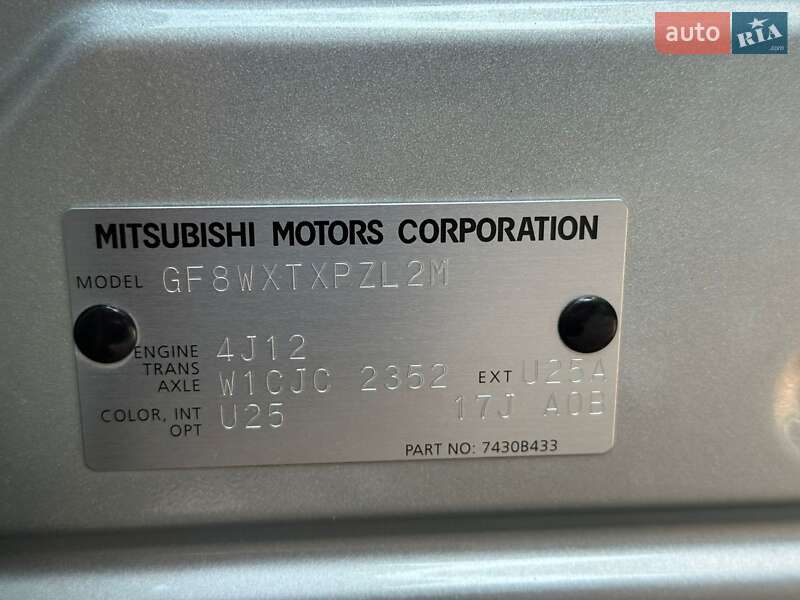 auto RIA.com
MITSUBISHI MOTORS CORPORATION
MODEL GF8WXTXPZL2M
ENGINE 4J12
TRANS AXLE W1CJC 2352 EXT U25A
COLOR, INT OPT U25 17J A0B
PART NO: 7430B433